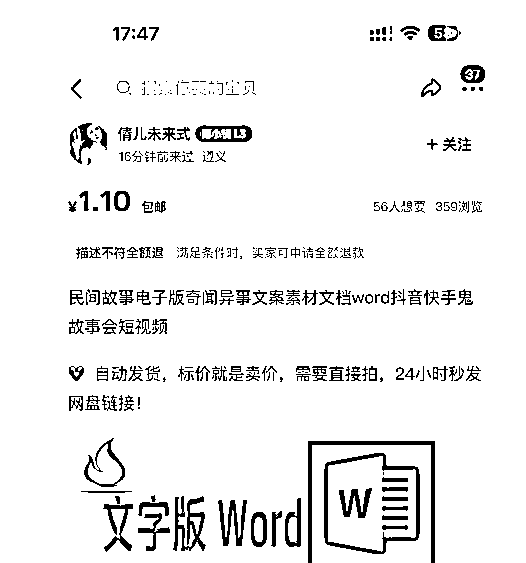 17:47
5
搜索你要的宝贝
37
倩儿未来式
16分钟前来过 遵义
+ 关注
¥1.10 包邮
56人想要 359浏览
描述不符全额退 满足条件时，买家可申请全额退款
民间故事电子版奇闻异事文案素材文档word抖音快手鬼
故事会短视频
自动发货，标价就是卖价，需要直接拍，24小时秒发
网盘链接！
文字版 Word
W